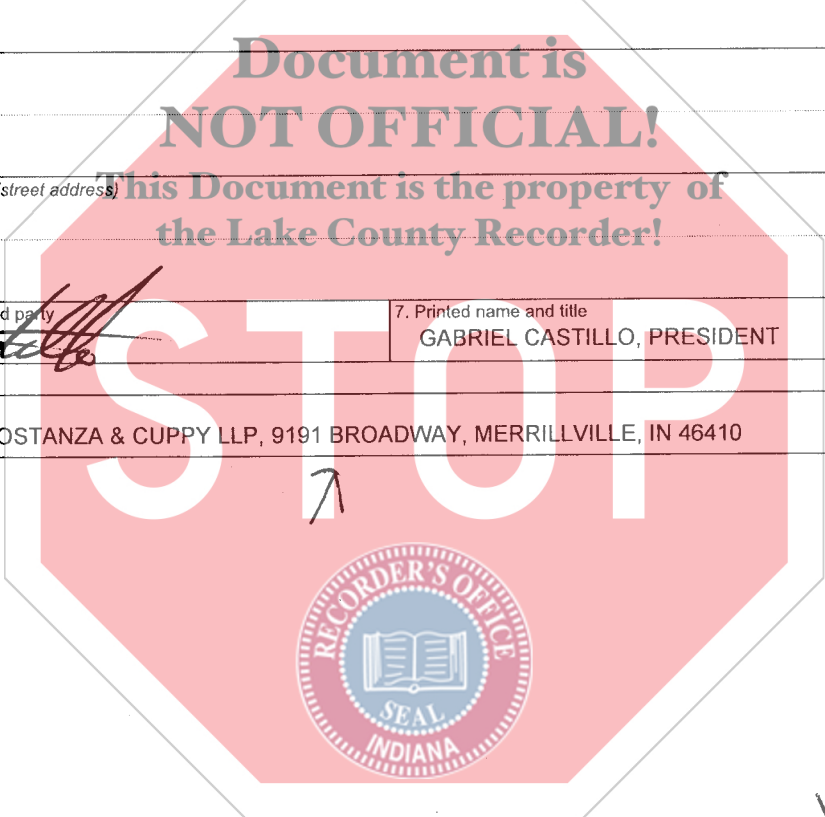 Document is
NOT OFFICIAL!
(street address)
This Document is the property of
the Lake County Recorder!
d party
7. Printed name and title
GABRIEL CASTILLO, PRESIDENT
STOP
OSTANZA & CUPPY LLP, 9191 BROADWAY, MERRILLVILLE, IN 46410
RECORDER'S OFFICE
SEAL
INDIANA